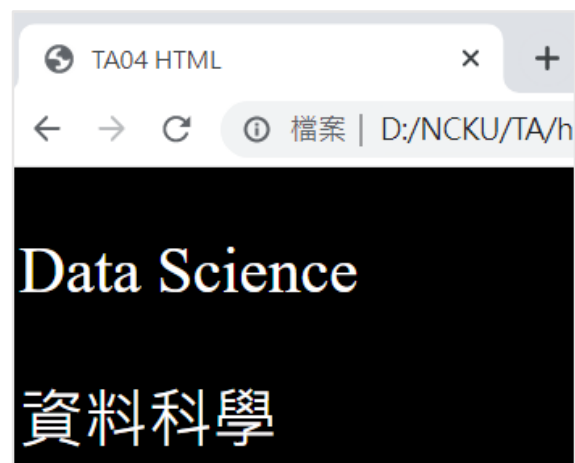 TA04 HTML
檔案 | D:/NCKU/TA/h
Data Science
資料科學